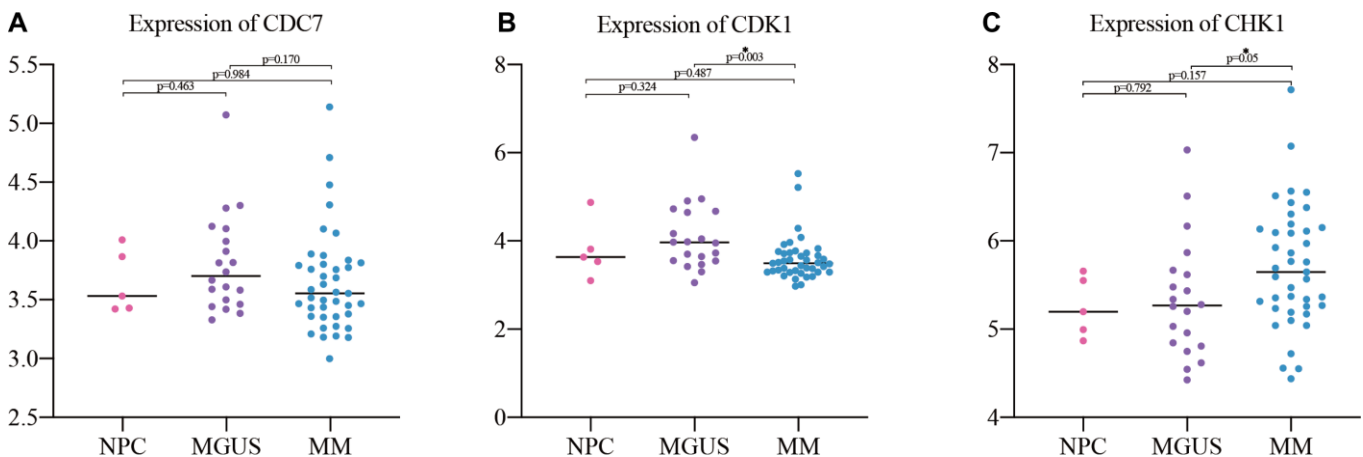 A
Expression of CDC7
5.5
5.0
4.5
4.0
3.5
3.0
2.5
p=0.170
p=0.984
p=0.463
NPC MGUS MM
B
Expression of CDK1
8
6
4
2
0
*
p=0.003
p=0.487
p=0.324
NPC MGUS MM
C
Expression of CHK1
8
7
6
5
4
*
p=0.05
p=0.157
p=0.792
NPC MGUS MM